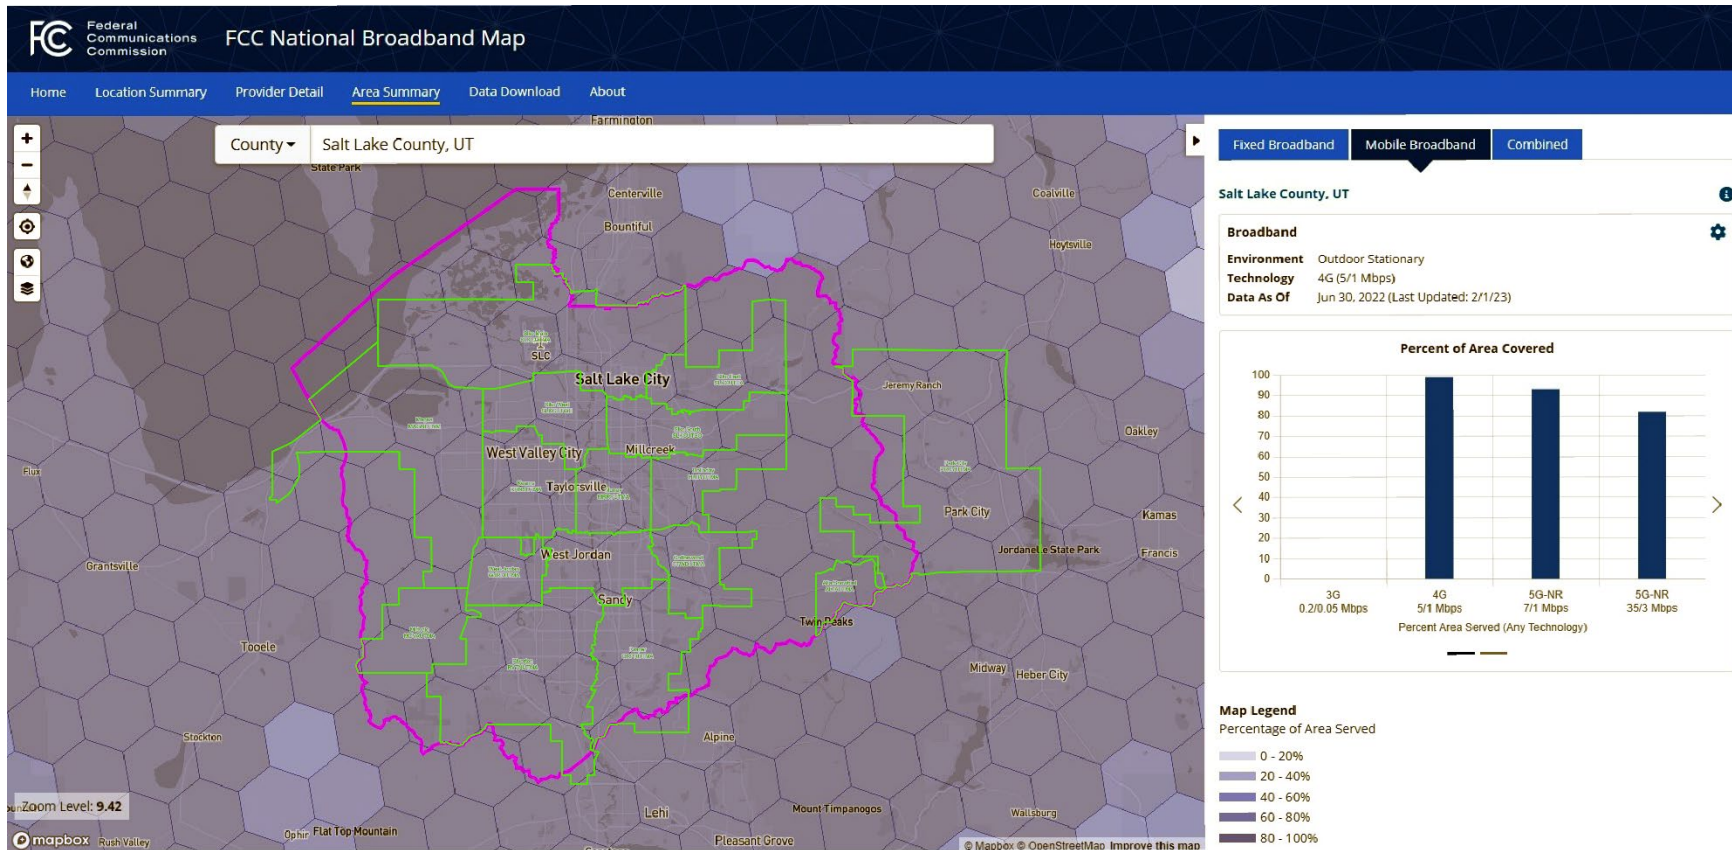 FCC
Federal
Communications
Commission
FCC National Broadband Map
Home
Location Summary
Provider Detail
Area Summary
Data Download
About
County
Salt Lake County, UT
Farmington
State Park
Centerville
Coalville
Bountiful
Hoytsville
SLC
Salt Lake City
Jeremy Ranch
Oakley
West Valley City
Millcreek
Flux
Taylorsville
Park City
Kamas
Grantsville
West Jordan
Jordanelle State Park
Francis
Sandy
Twin Peaks
Tooele
Midway
Heber City
Stockton
Alpine
Zoom Level: 9.42
Lehi
Mount Timpanogos
Wallsburg
Ophir
Flat Top Mountain
mapbox
Rush Valley
Pleasant Grove
© Mapbox © OpenStreetMap Improve this map
Fixed Broadband
Mobile Broadband
Combined
Salt Lake County, UT
Broadband
Environment Outdoor Stationary
Technology 4G (5/1 Mbps)
Data As Of Jun 30, 2022 (Last Updated: 2/1/23)
Percent of Area Covered
100
90
80
70
60
50
40
30
20
10
0
3G
0.2/0.05 Mbps
4G
5/1 Mbps
5G-NR
7/1 Mbps
5G-NR
35/3 Mbps
Percent Area Served (Any Technology)
Map Legend
Percentage of Area Served
0 - 20%
20 - 40%
40 - 60%
60 - 80%
80 - 100%